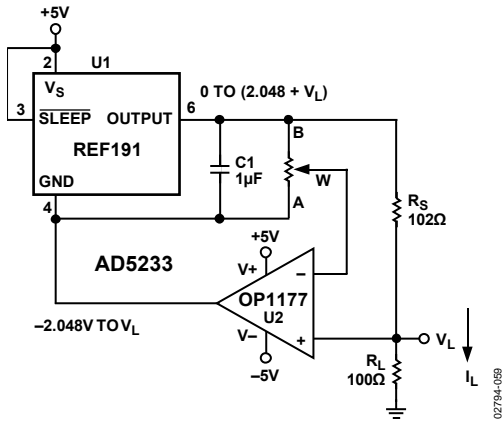 +5V
2
U1
V_S
3
SLEEP
OUTPUT
6
0 TO (2.048 + V_L)
REF191
GND
4
C1
1µF
B
W
A
R_S
102Ω
AD5233
+5V
V+
−
OP1177
U2
+
V−
−5V
−2.048V TO V_L
V_L
R_L
100Ω
I_L
02794-059